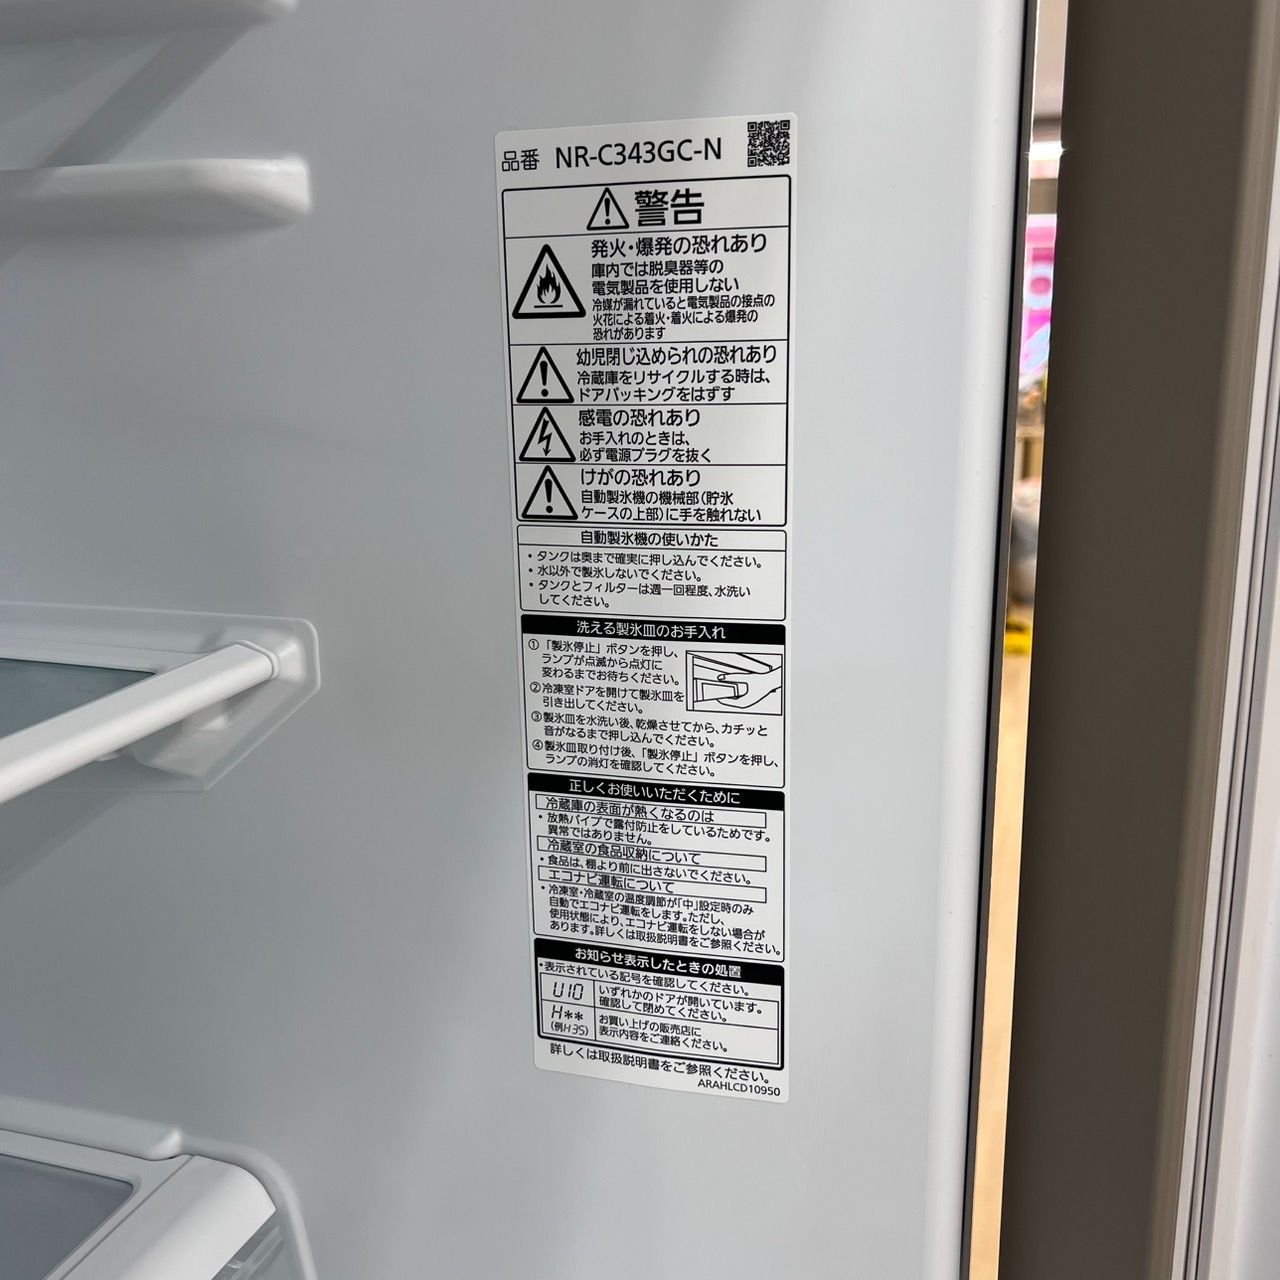 品番 NR-C343GC-N
警告
発火・爆発の恐れあり
庫内では脱臭器等の
電気製品を使用しない
冷媒が漏れていると電気製品の接点の
火花による着火・着火による爆発の
恐れがあります
幼児閉じ込められの恐れあり
冷蔵庫をリサイクルする時は、
ドアパッキングをはずす
感電の恐れあり
お手入れのときは、
必ず電源プラグを抜く
けがの恐れあり
自動製氷機の機械部(貯氷
ケースの上部)に手を触れない
自動製氷機の使いかた
・タンクは奥まで確実に押し込んでください。
・水以外で製氷しないでください。
・タンクとフィルターは週一回程度、水洗い
してください。
洗える製氷皿のお手入れ
①「製氷停止」ボタンを押し、
ランプが点滅から点灯に
変わるまでお待ちください。
②冷凍室ドアを開けて製氷皿を
引き出してください。
③製氷皿を水洗い後、乾燥させてから、カチッと
音がなるまで押し込んでください。
④製氷皿取り付け後、「製氷停止」ボタンを押し、
ランプの消灯を確認してください。
正しくお使いいただくために
冷蔵庫の表面が熱くなるのは
・放熱パイプで露付防止をしているためです。
異常ではありません。
冷蔵室の食品収納について
・食品は、棚より前に出さないでください。
エコナビ運転について
・冷凍室・冷蔵室の温度調節が「中」設定時のみ
自動でエコナビ運転をします。ただし、
使用状態により、エコナビ運転をしない場合が
あります。詳しくは取扱説明書をご参照ください。
お知らせ表示したときの処置
・表示されている記号を確認してください。
U10 いずれかのドアが開いています。
確認して閉めてください。
H** お買い上げの販売店に
(例H35) 表示内容をご連絡ください。
詳しくは取扱説明書をご参照ください。
ARAHLCD10950